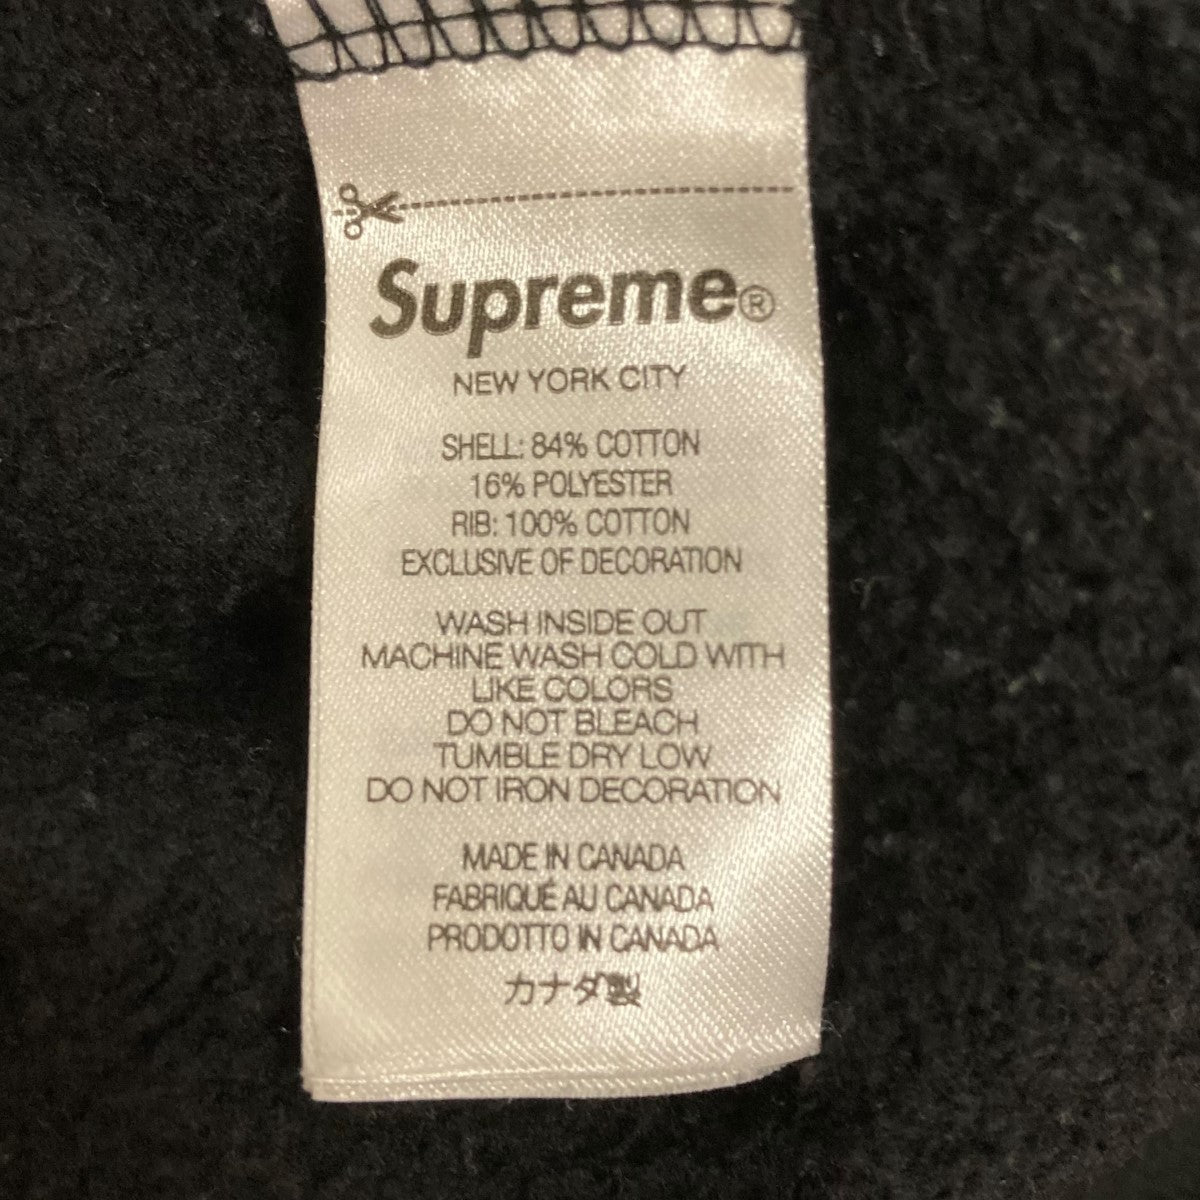 Supreme®
NEW YORK CITY
SHELL: 84% COTTON
16% POLYESTER
RIB: 100% COTTON
EXCLUSIVE OF DECORATION
WASH INSIDE OUT
MACHINE WASH COLD WITH
LIKE COLORS
DO NOT BLEACH
TUMBLE DRY LOW
DO NOT IRON DECORATION
MADE IN CANADA
FABRIQUÉ AU CANADA
PRODOTTO IN CANADA
カナダ製